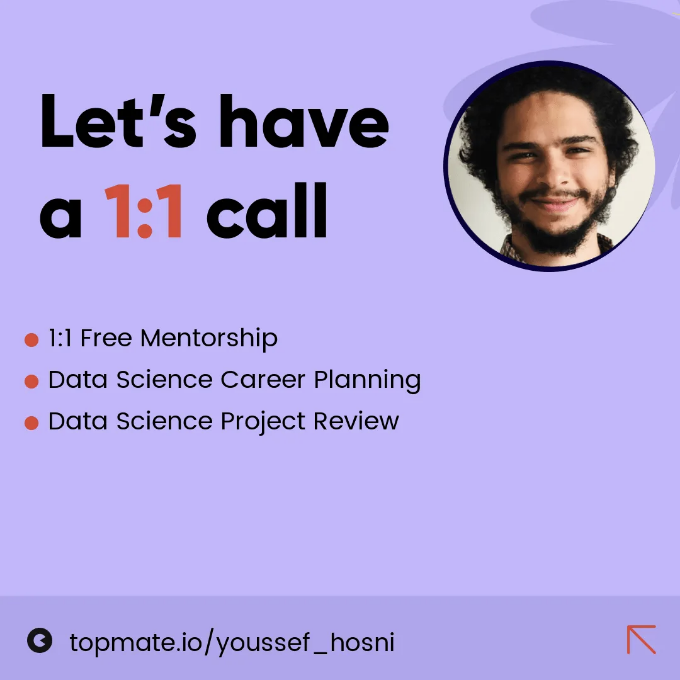 Let's have
a 1:1 call
1:1 Free Mentorship
Data Science Career Planning
Data Science Project Review
topmate.io/youssef_hosni